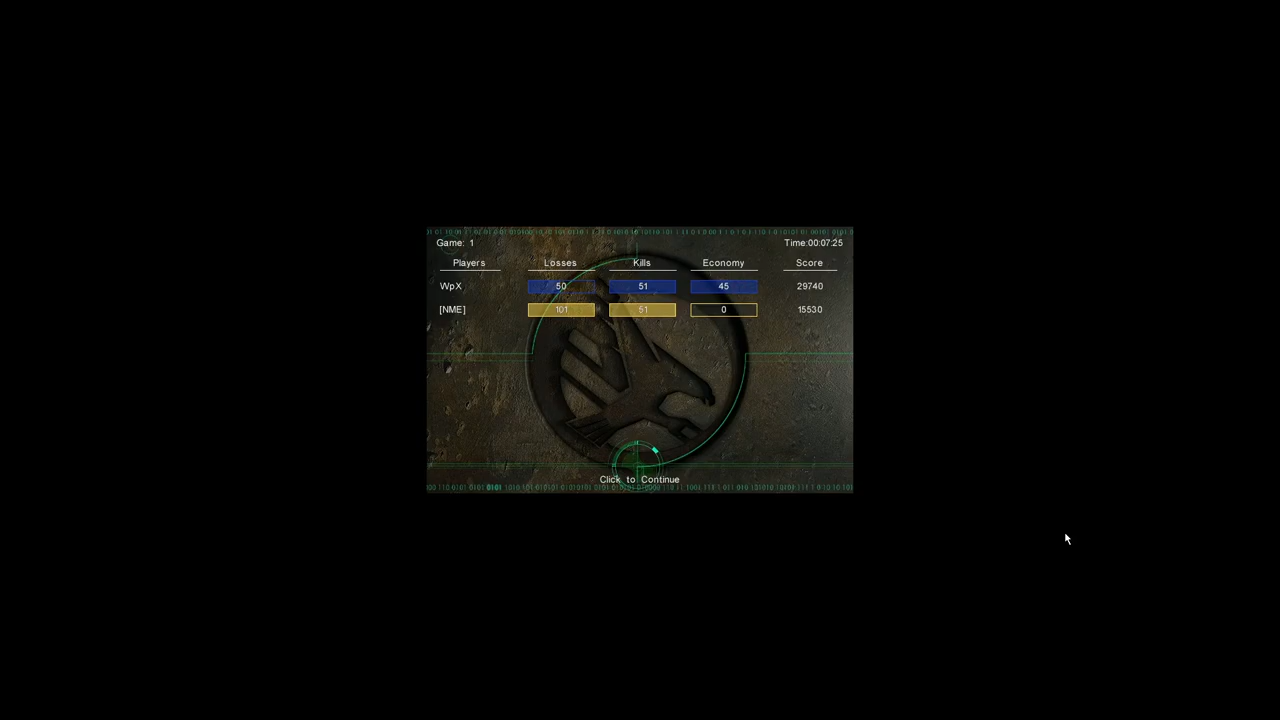 Game: 1 Time:00:07:25
Players Losses Kills Economy Score
WpX 50 51 45 29740
[NME] 101 51 0 15530
Click to Continue